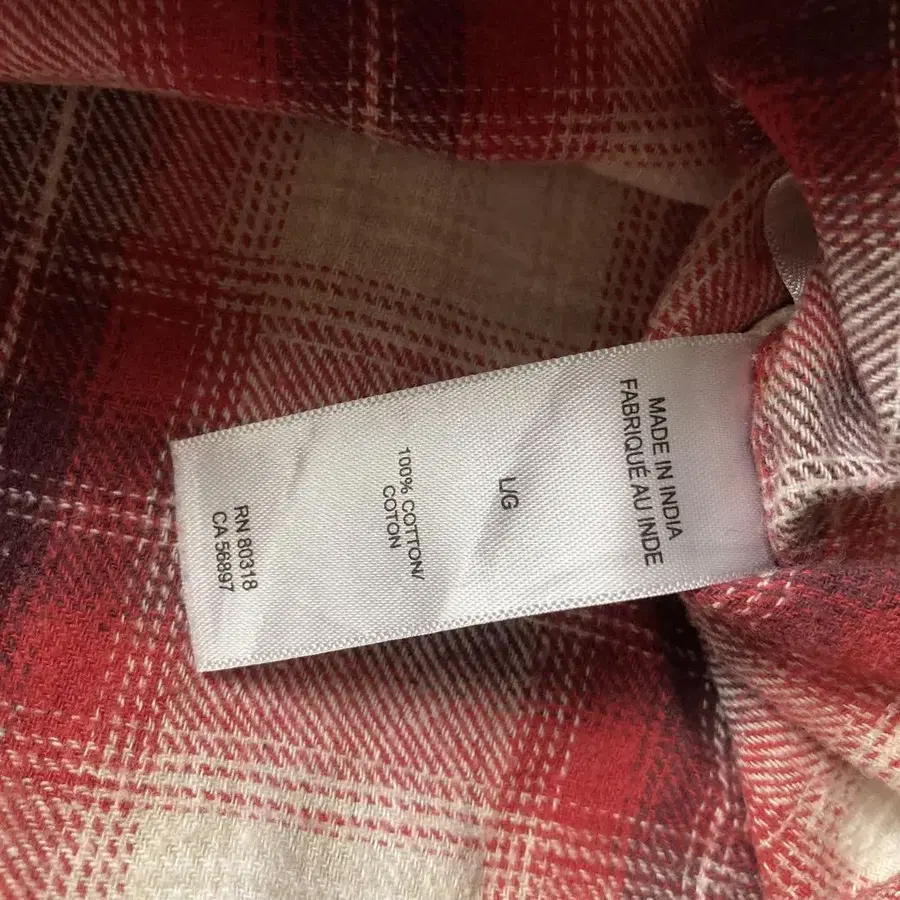 MADE IN INDIA
FABRIQUÉ AU INDE
L/G
100% COTTON/
COTON
RN 80318
CA 56897